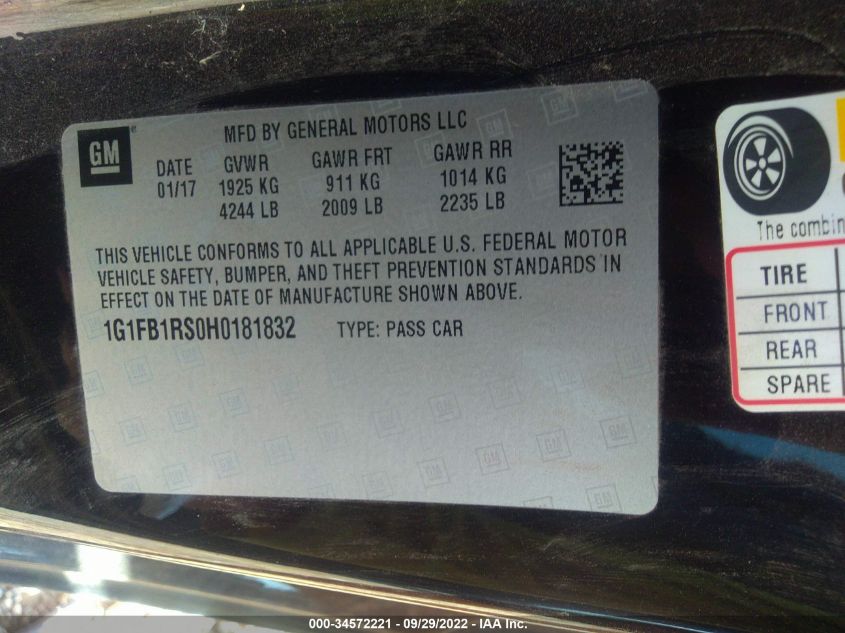 GM
MFD BY GENERAL MOTORS LLC
DATE GVWR GAWR FRT GAWR RR
01/17 1925 KG 911 KG 1014 KG
4244 LB 2009 LB 2235 LB
THIS VEHICLE CONFORMS TO ALL APPLICABLE U.S. FEDERAL MOTOR
VEHICLE SAFETY, BUMPER, AND THEFT PREVENTION STANDARDS IN
EFFECT ON THE DATE OF MANUFACTURE SHOWN ABOVE.
1G1FB1RS0H0181832 TYPE: PASS CAR
The combin
TIRE
FRONT
REAR
SPARE
000-34572221 - 09/29/2022 - IAA Inc.